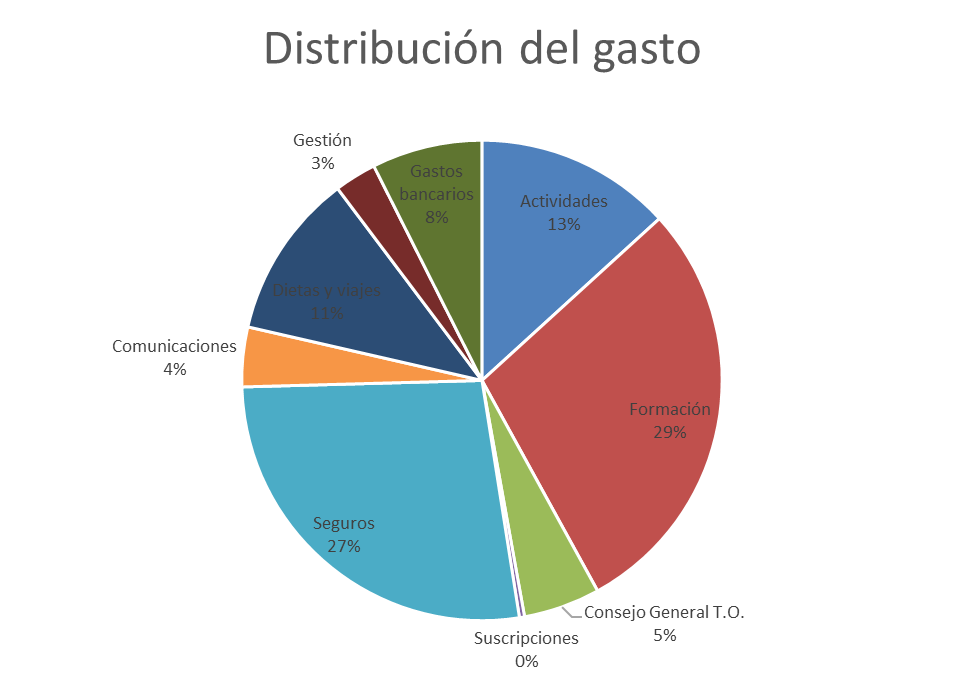 Distribución del gasto
Actividades
13%
Formación
29%
Consejo General T.O.
5%
Suscripciones
0%
Seguros
27%
Comunicaciones
4%
Dietas y viajes
11%
Gestión
3%
Gastos
bancarios
8%